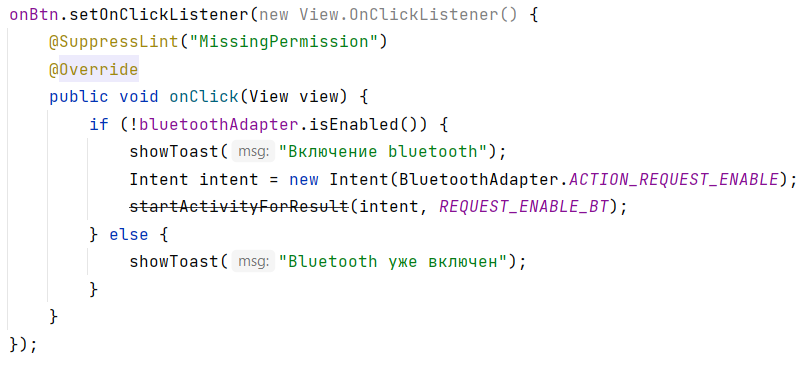 onBtn.setOnClickListener(new View.OnClickListener() {
@SuppressLint("MissingPermission")
@Override
public void onClick(View view) {
if (!bluetoothAdapter.isEnabled()) {
showToast( msg: "Включение bluetooth");
Intent intent = new Intent(BluetoothAdapter.ACTION_REQUEST_ENABLE);
startActivityForResult(intent, REQUEST_ENABLE_BT);
} else {
showToast( msg: "Bluetooth уже включен");
}
}
});